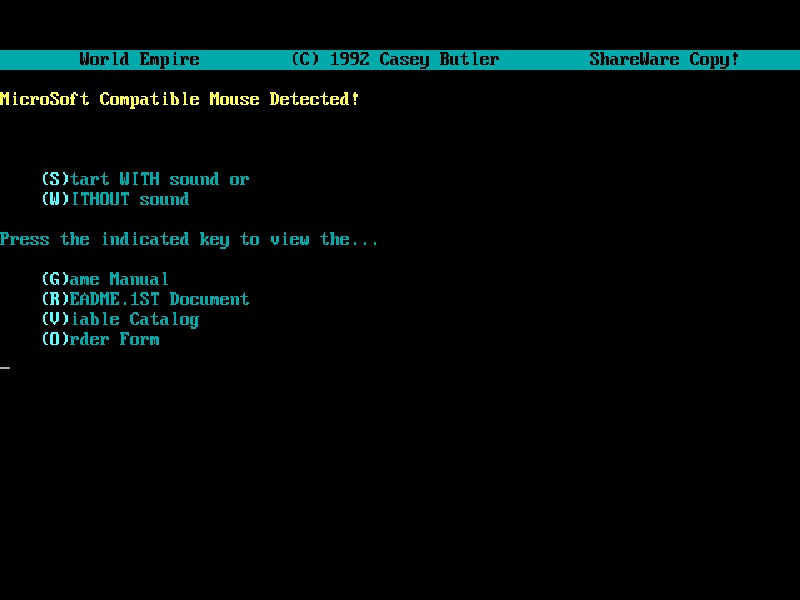 World Empire (C) 1992 Casey Butler ShareWare Copy!
MicroSoft Compatible Mouse Detected!
(S)tart WITH sound or
(W)ITHOUT sound
Press the indicated key to view the...
(G)ame Manual
(R)EADME.1ST Document
(V)iable Catalog
(O)rder Form